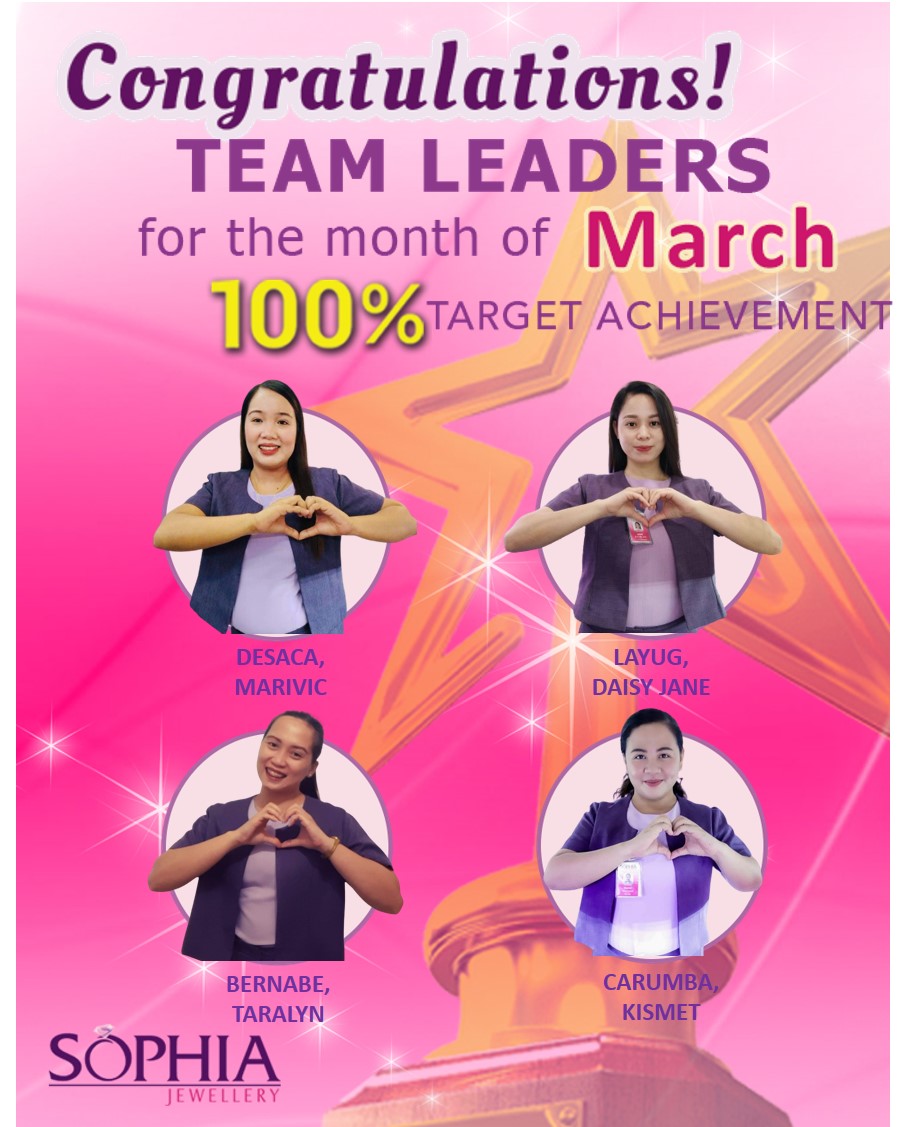 Congratulations!
TEAM LEADERS
for the month of March
100% TARGET ACHIEVEMENT
DESACA,
MARIVIC
LAYUG,
DAISY JANE
BERNABE,
TARALYN
CARUMBA,
KISMET
SOPHIA
JEWELLERY